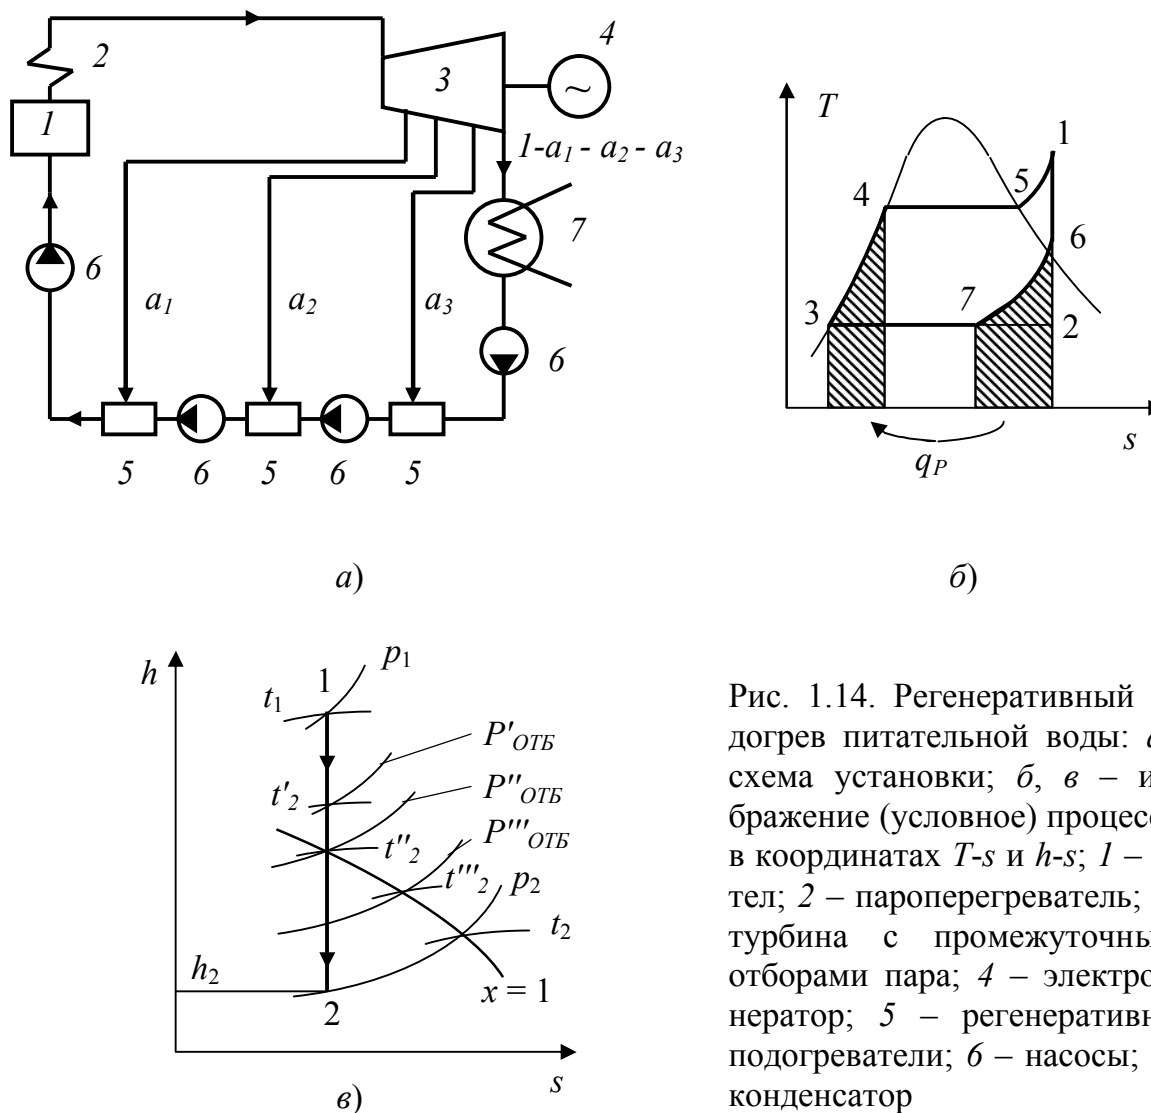 2
4
3
~
1
1-a1 - a2 - a3
7
6
a1
a2
a3
6
5
6
5
6
5
а)
T
1
4
5
6
3
7
2
s
qP
б)
h
p1
1
t1
P'ОТБ
t'2
P''ОТБ
t''2
P'''ОТБ
t'''2
p2
t2
h2
x = 1
2
s
в)
Рис. 1.14. Регенеративный
догрев питательной воды:
схема установки; б, в – и
бражение (условное) процесс
в координатах T-s и h-s; 1 –
тел; 2 – пароперегреватель;
турбина с промежуточны
отборами пара; 4 – электро
нератор; 5 – регенеративн
подогреватели; 6 – насосы;
конденсатор